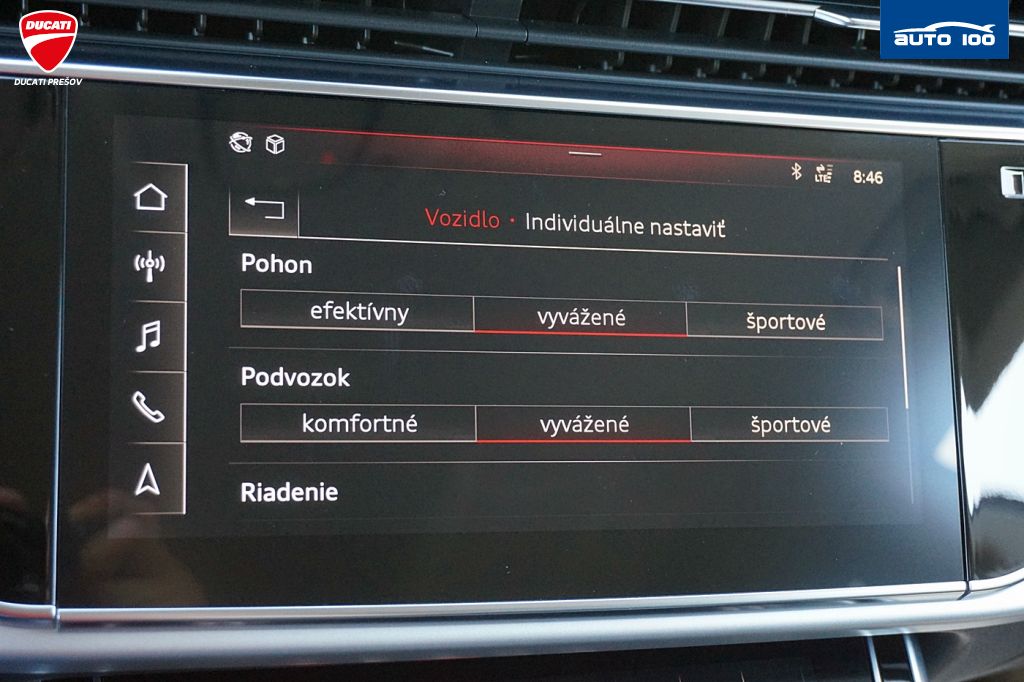 DUCATI
DUCATI PREŠOV
AUTO 100
LTE 8:46
Vozidlo · Individuálne nastaviť
Pohon
efektívny vyvážené športové
Podvozok
komfortné vyvážené športové
Riadenie